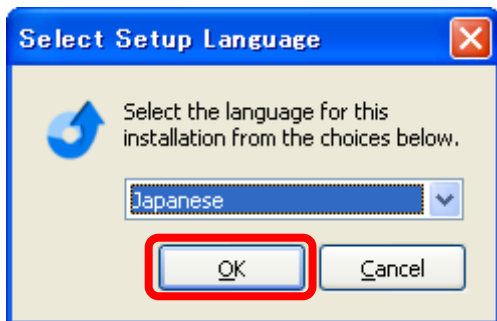 Select Setup Language
Select the language for this
installation from the choices below.
Japanese
OK
Cancel